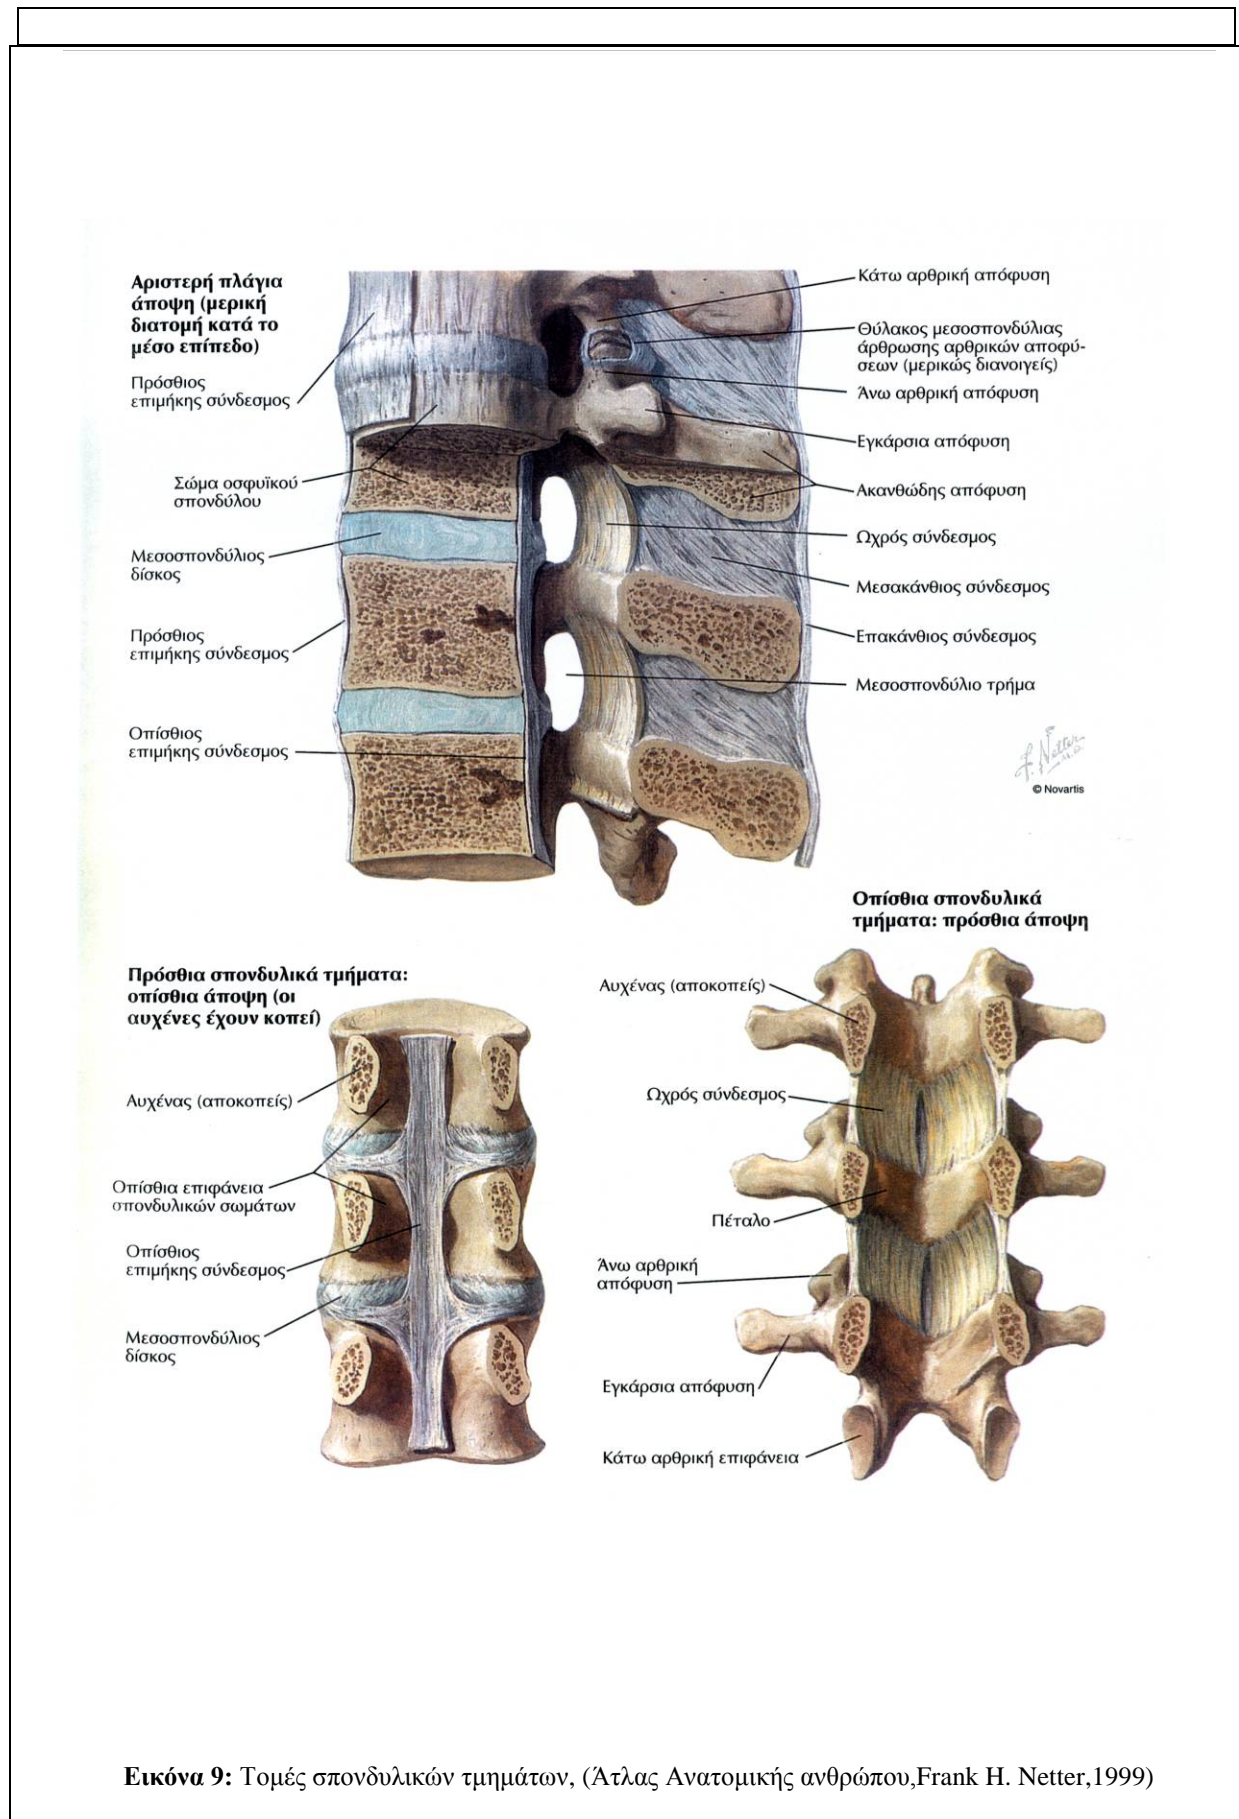 Αριστερή πλάγια
άποψη (μερική
διατομή κατά το
μέσο επίπεδο)
Πρόσθιος
επιμήκης σύνδεσμος
Σώμα οσφυϊκού
σπονδύλου
Μεσοσπονδύλιος
δίσκος
Πρόσθιος
επιμήκης σύνδεσμος
Οπίσθιος
επιμήκης σύνδεσμος
Κάτω αρθρική απόφυση
Θύλακος μεσοσπονδύλιας
άρθρωσης αρθρικών αποφύ-
σεων (μερικώς διανοιγείς)
Άνω αρθρική απόφυση
Εγκάρσια απόφυση
Ακανθώδης απόφυση
Ωχρός σύνδεσμος
Μεσακάνθιος σύνδεσμος
Επακάνθιος σύνδεσμος
Μεσοσπονδύλιο τρήμα
F. Netter
M.D.
© Novartis
Πρόσθια σπονδυλικά τμήματα:
οπίσθια άποψη (οι
αυχένες έχουν κοπεί)
Αυχένας (αποκοπείς)
Οπίσθια επιφάνεια
σπονδυλικών σωμάτων
Οπίσθιος
επιμήκης σύνδεσμος
Μεσοσπονδύλιος
δίσκος
Οπίσθια σπονδυλικά
τμήματα: πρόσθια άποψη
Αυχένας (αποκοπείς)
Ωχρός σύνδεσμος
Πέταλο
Άνω αρθρική
απόφυση
Εγκάρσια απόφυση
Κάτω αρθρική επιφάνεια
Εικόνα 9: Τομές σπονδυλικών τμημάτων, (Άτλας Ανατομικής ανθρώπου,Frank H. Netter,1999)